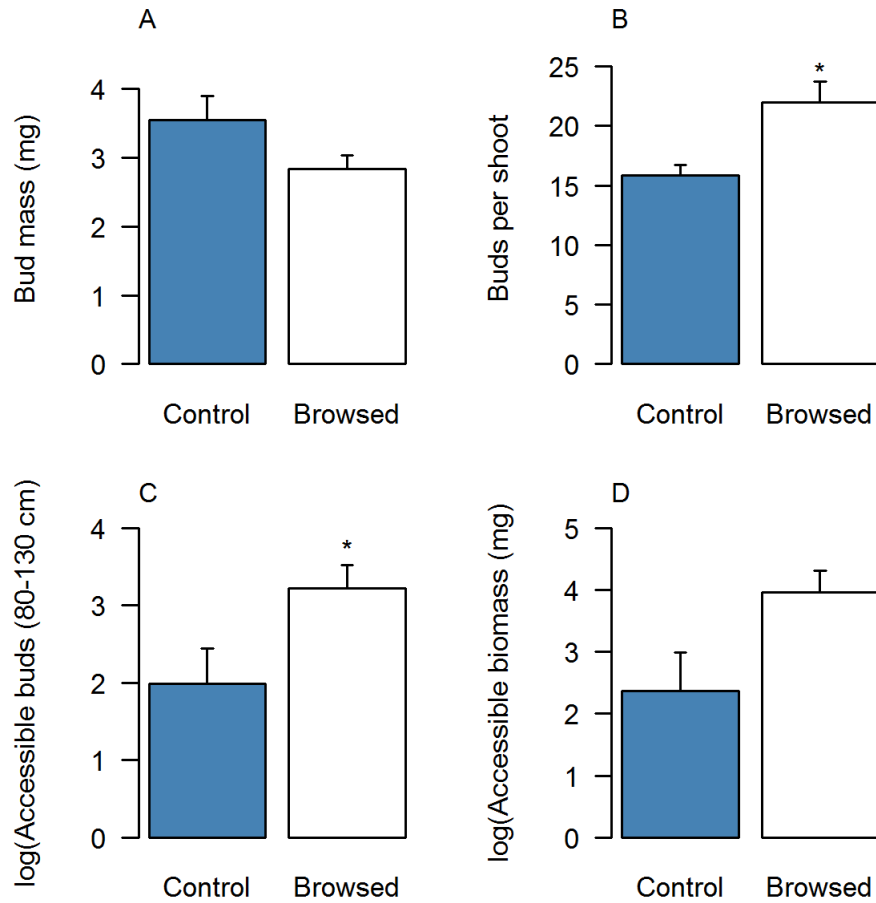 A
Bud mass (mg)
4
3
2
1
0
Control Browsed
B
Buds per shoot
25
20
15
10
5
0
*
Control Browsed
C
log(Accessible buds (80-130 cm)
4
3
2
1
0
*
Control Browsed
D
log(Accessible biomass (mg)
5
4
3
2
1
0
Control Browsed